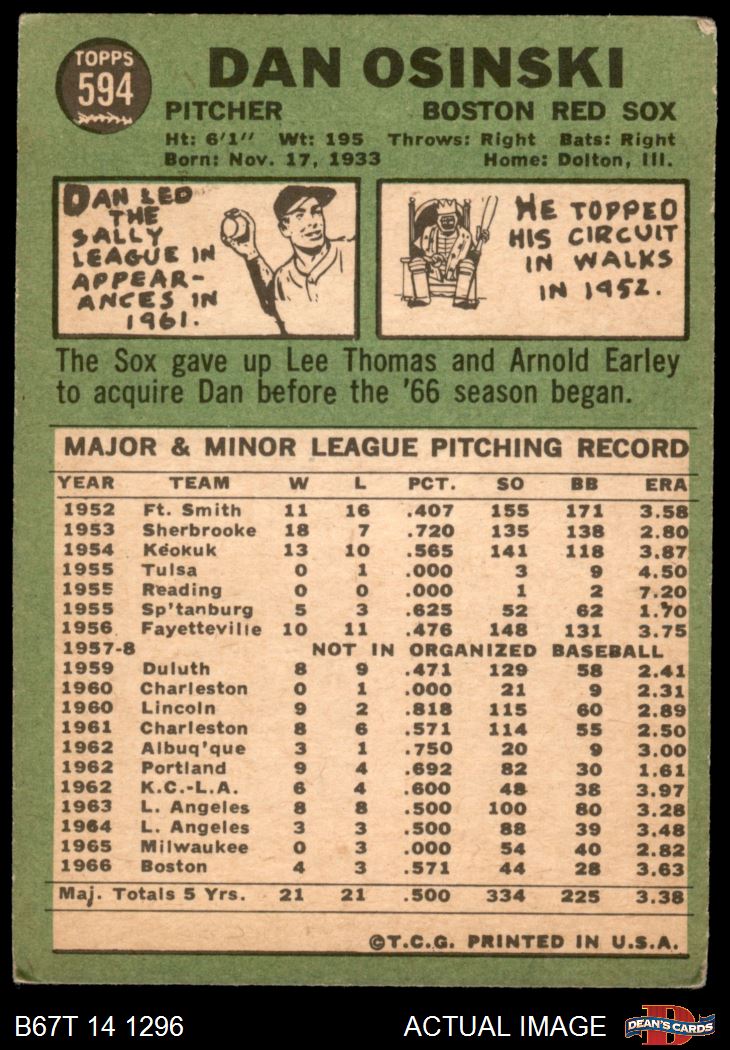 TOPPS
594
DAN OSINSKI
PITCHER BOSTON RED SOX
Ht: 6'1" Wt: 195 Throws: Right Bats: Right
Born: Nov. 17, 1933 Home: Dolton, Ill.
DAN LED
THE
SALLY
LEAGUE IN
APPEAR-
ANCES IN
1961.
HE TOPPED
HIS CIRCUIT
IN WALKS
IN 1952.
The Sox gave up Lee Thomas and Arnold Earley
to acquire Dan before the '66 season began.
MAJOR & MINOR LEAGUE PITCHING RECORD
YEAR TEAM W L PCT. SO BB ERA
1952 Ft. Smith 11 16 .407 155 171 3.58
1953 Sherbrooke 18 7 .720 135 138 2.80
1954 Keokuk 13 10 .565 141 118 3.87
1955 Tulsa 0 1 .000 3 9 4.50
1955 Reading 0 0 .000 1 2 7.20
1955 Sp'tanburg 5 3 .625 52 62 1.70
1956 Fayetteville 10 11 .476 148 131 3.75
1957-8 NOT IN ORGANIZED BASEBALL
1959 Duluth 8 9 .471 129 58 2.41
1960 Charleston 0 1 .000 21 9 2.31
1960 Lincoln 9 2 .818 115 60 2.89
1961 Charleston 8 6 .571 114 55 2.50
1962 Albuq'que 3 1 .750 20 9 3.00
1962 Portland 9 4 .692 82 30 1.61
1962 K.C.-L.A. 6 4 .600 48 38 3.97
1963 L. Angeles 8 8 .500 100 80 3.28
1964 L. Angeles 3 3 .500 88 39 3.48
1965 Milwaukee 0 3 .000 54 40 2.82
1966 Boston 4 3 .571 44 28 3.63
Maj. Totals 5 Yrs. 21 21 .500 334 225 3.38
©T.C.G. PRINTED IN U.S.A.
B67T 14 1296 ACTUAL IMAGE
D
DEAN'S CARDS